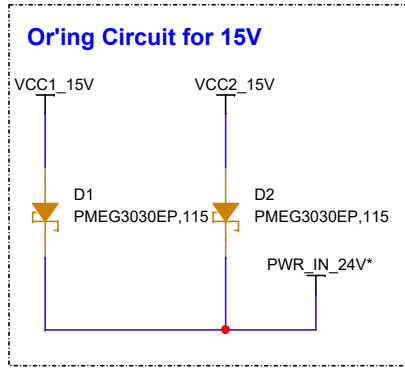 Or'ing Circuit for 15V
VCC1_15V VCC2_15V
D1 D2
PMEG3030EP,115 PMEG3030EP,115
PWR_IN_24V*